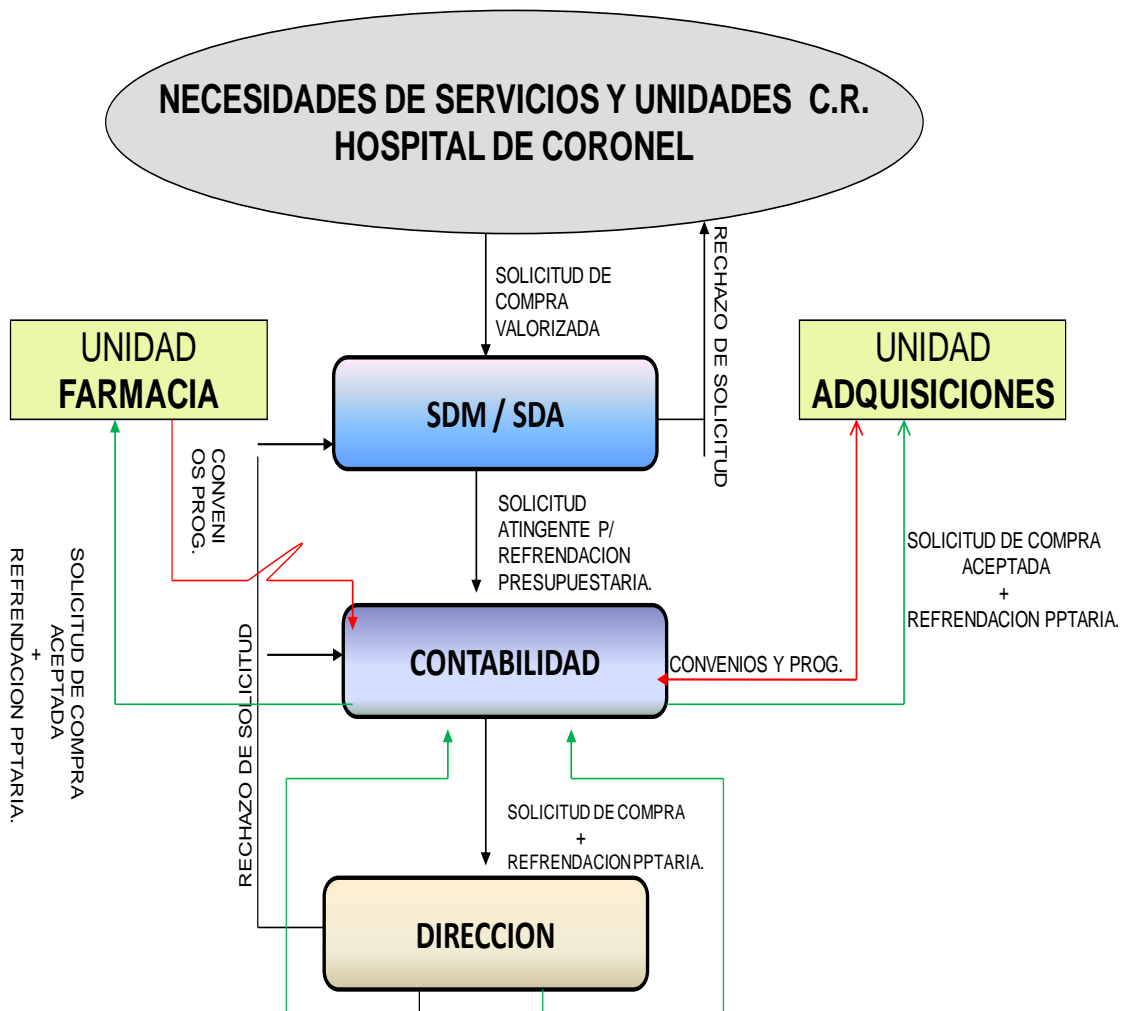 NECESIDADES DE SERVICIOS Y UNIDADES C.R.
HOSPITAL DE CORONEL
SOLICITUD DE
COMPRA
VALORIZADA
RECHAZO DE SOLICITUD
UNIDAD
FARMACIA
SDM / SDA
UNIDAD
ADQUISICIONES
CONVENI
OS PROG.
SOLICITUD
ATINGENTE P/
REFRENDACION
PRESUPUESTARIA.
SOLICITUD DE COMPRA
ACEPTADA
+
REFRENDACION PPTARIA.
SOLICITUD DE COMPRA
ACEPTADA
+
REFRENDACION PPTARIA.
RECHAZO DE SOLICITUD
CONTABILIDAD
CONVENIOS Y PROG.
SOLICITUD DE COMPRA
+
REFRENDACION PPTARIA.
DIRECCION